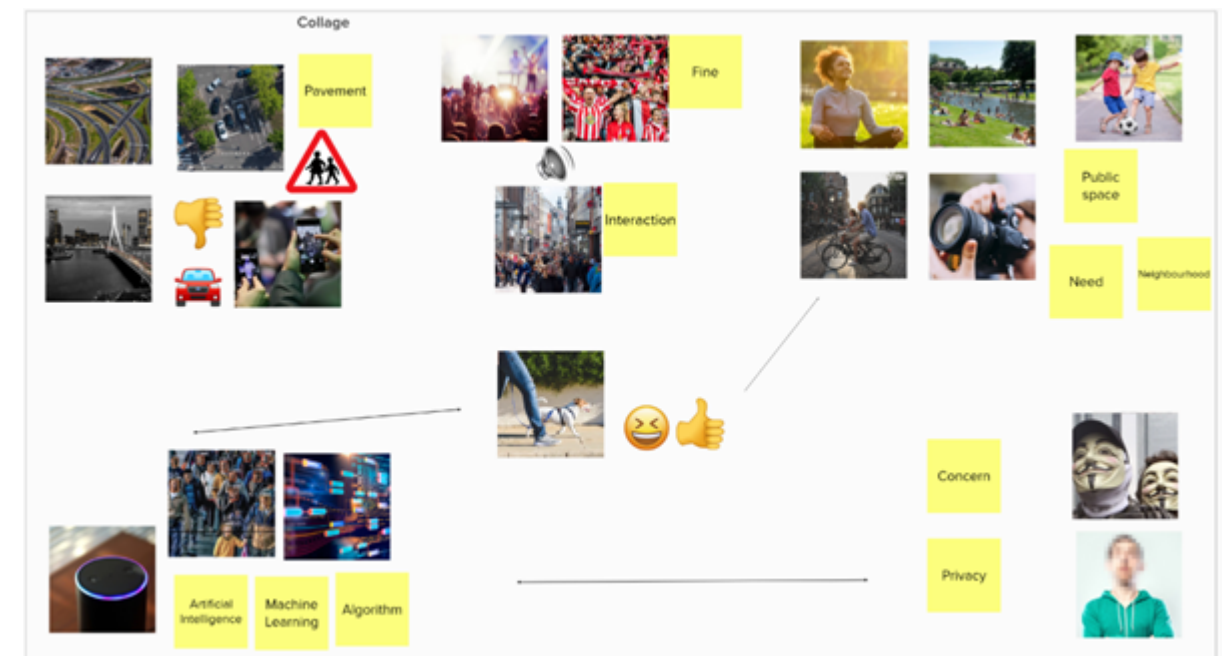 Collage
Pavement
Fine
Interaction
Public
space
Need
Neighbourhood
Concern
Privacy
Artificial
Intelligence
Machine
Learning
Algorithm